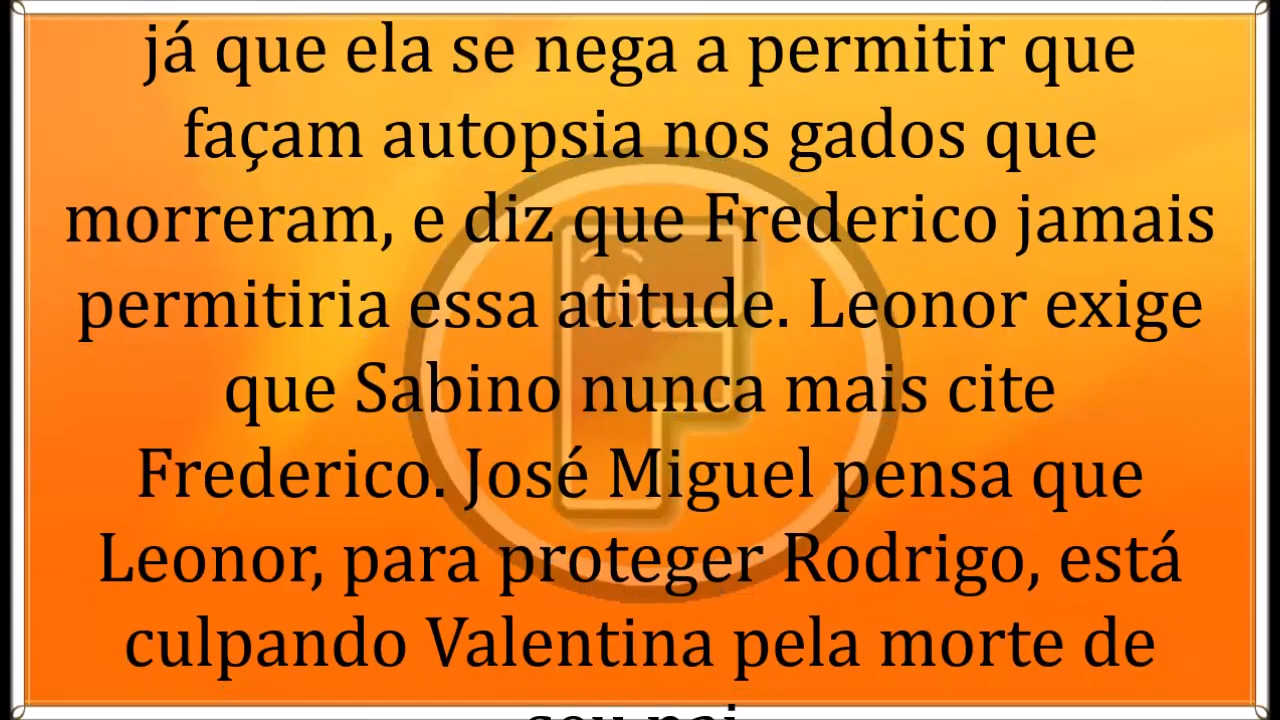 já que ela se nega a permitir que
façam autopsia nos gados que
morreram, e diz que Frederico jamais
permitiria essa atitude. Leonor exige
que Sabino nunca mais cite
Frederico. José Miguel pensa que
Leonor, para proteger Rodrigo, está
culpando Valentina pela morte de
seu pai